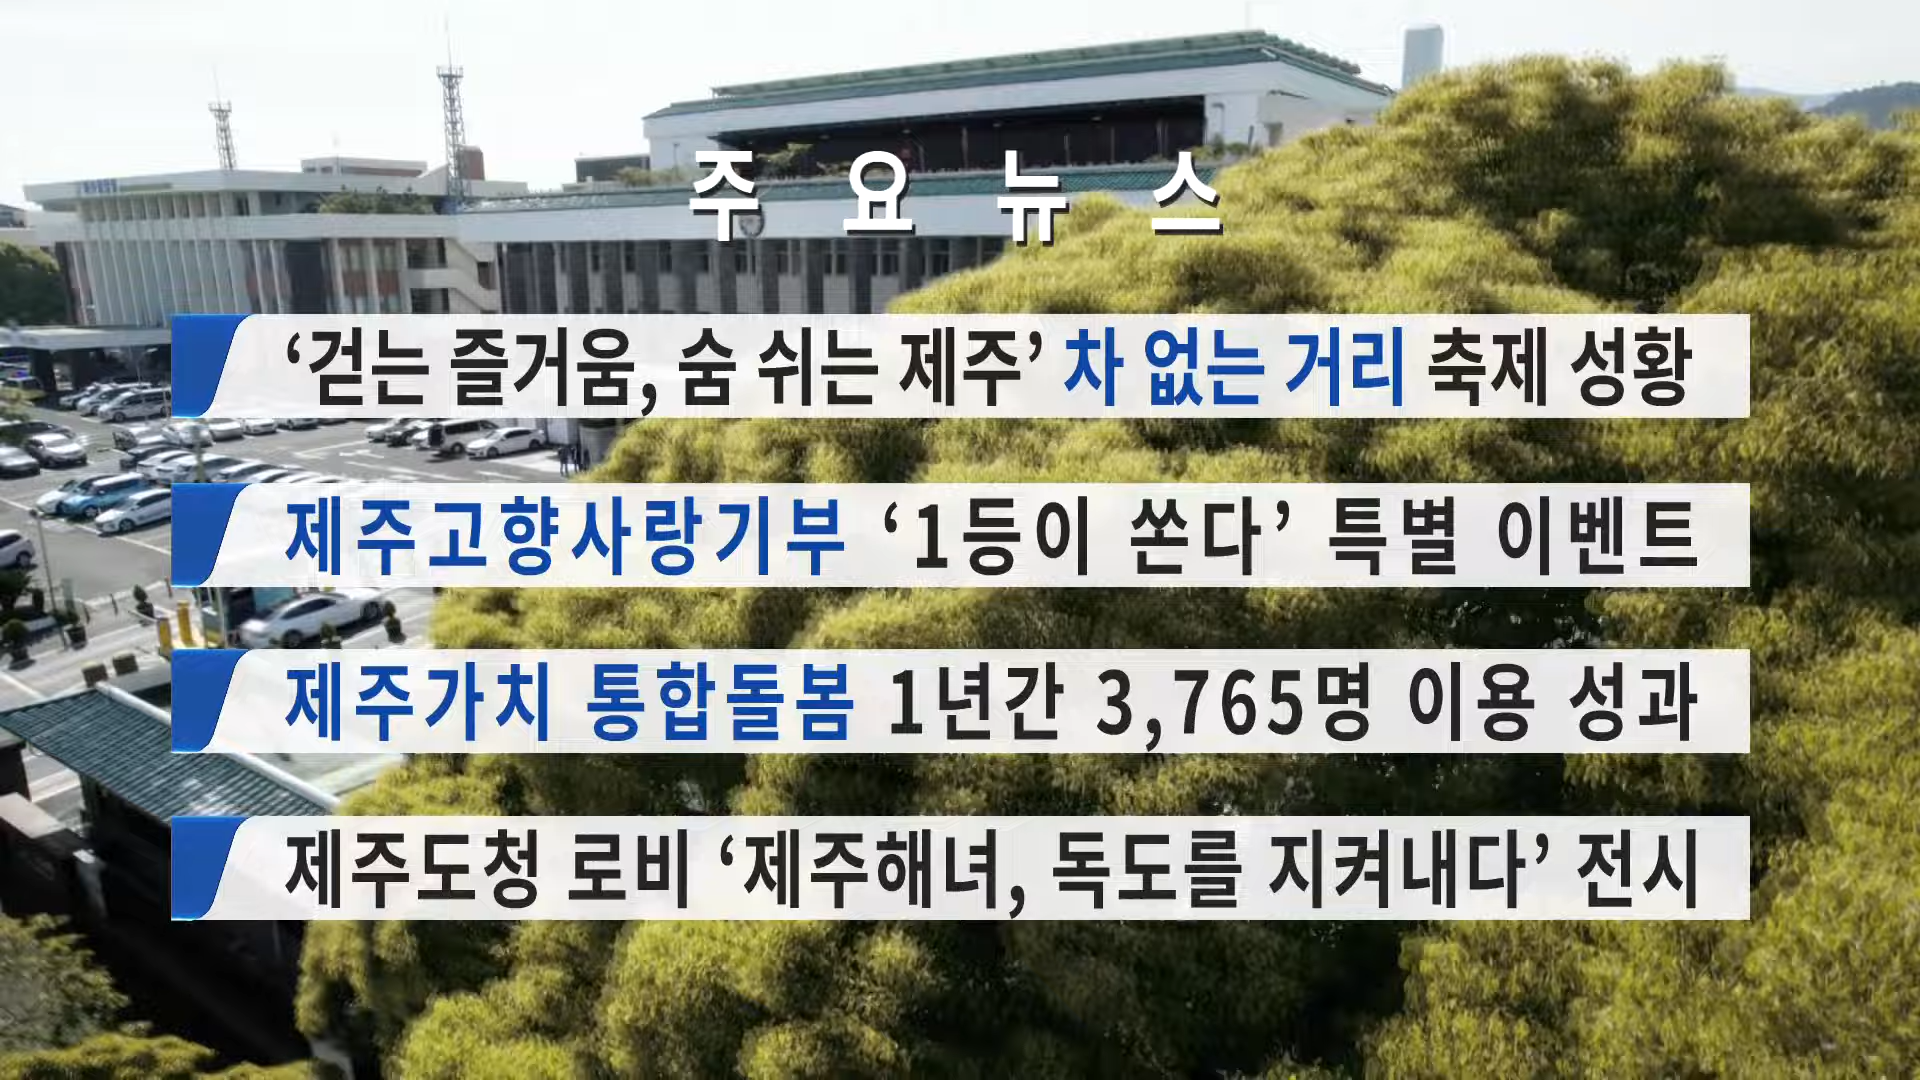 주요뉴스
‘걷는 즐거움, 숨 쉬는 제주’ 차 없는 거리 축제 성황
제주고향사랑기부 ‘1등이 쏜다’ 특별 이벤트
제주가치 통합돌봄 1년간 3,765명 이용 성과
제주도청 로비 ‘제주해녀, 독도를 지켜내다’ 전시